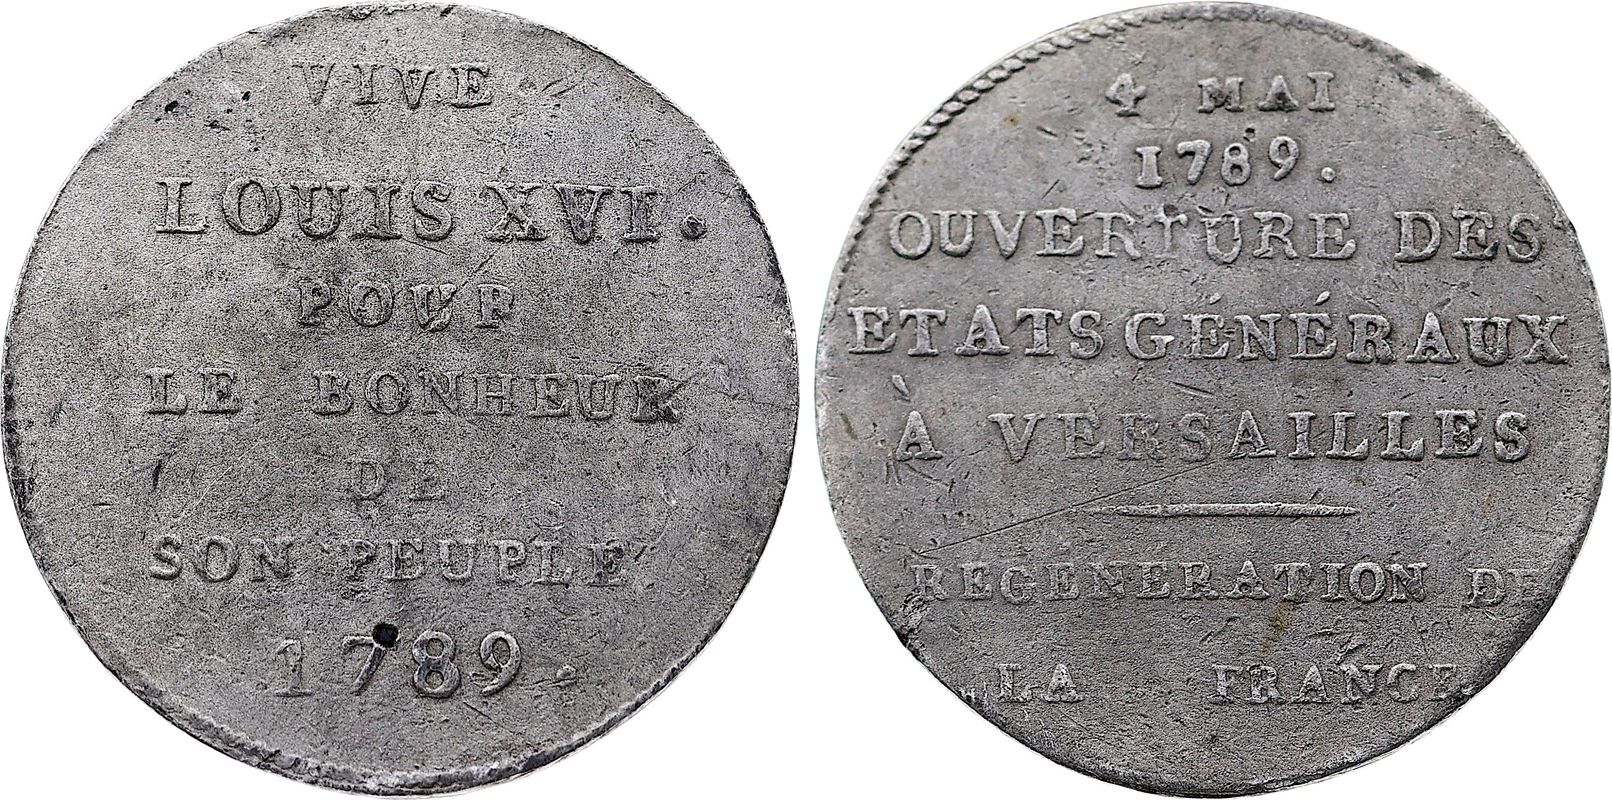 VIVE
LOUIS XVI.
POUR
LE BONHEUR
DE
SON PEUPLE
1789.
4 MAI
1789.
OUVERTURE DES
ETATS GÉNÉRAUX
À VERSAILLES
REGENERATION DE
LA FRANCE.